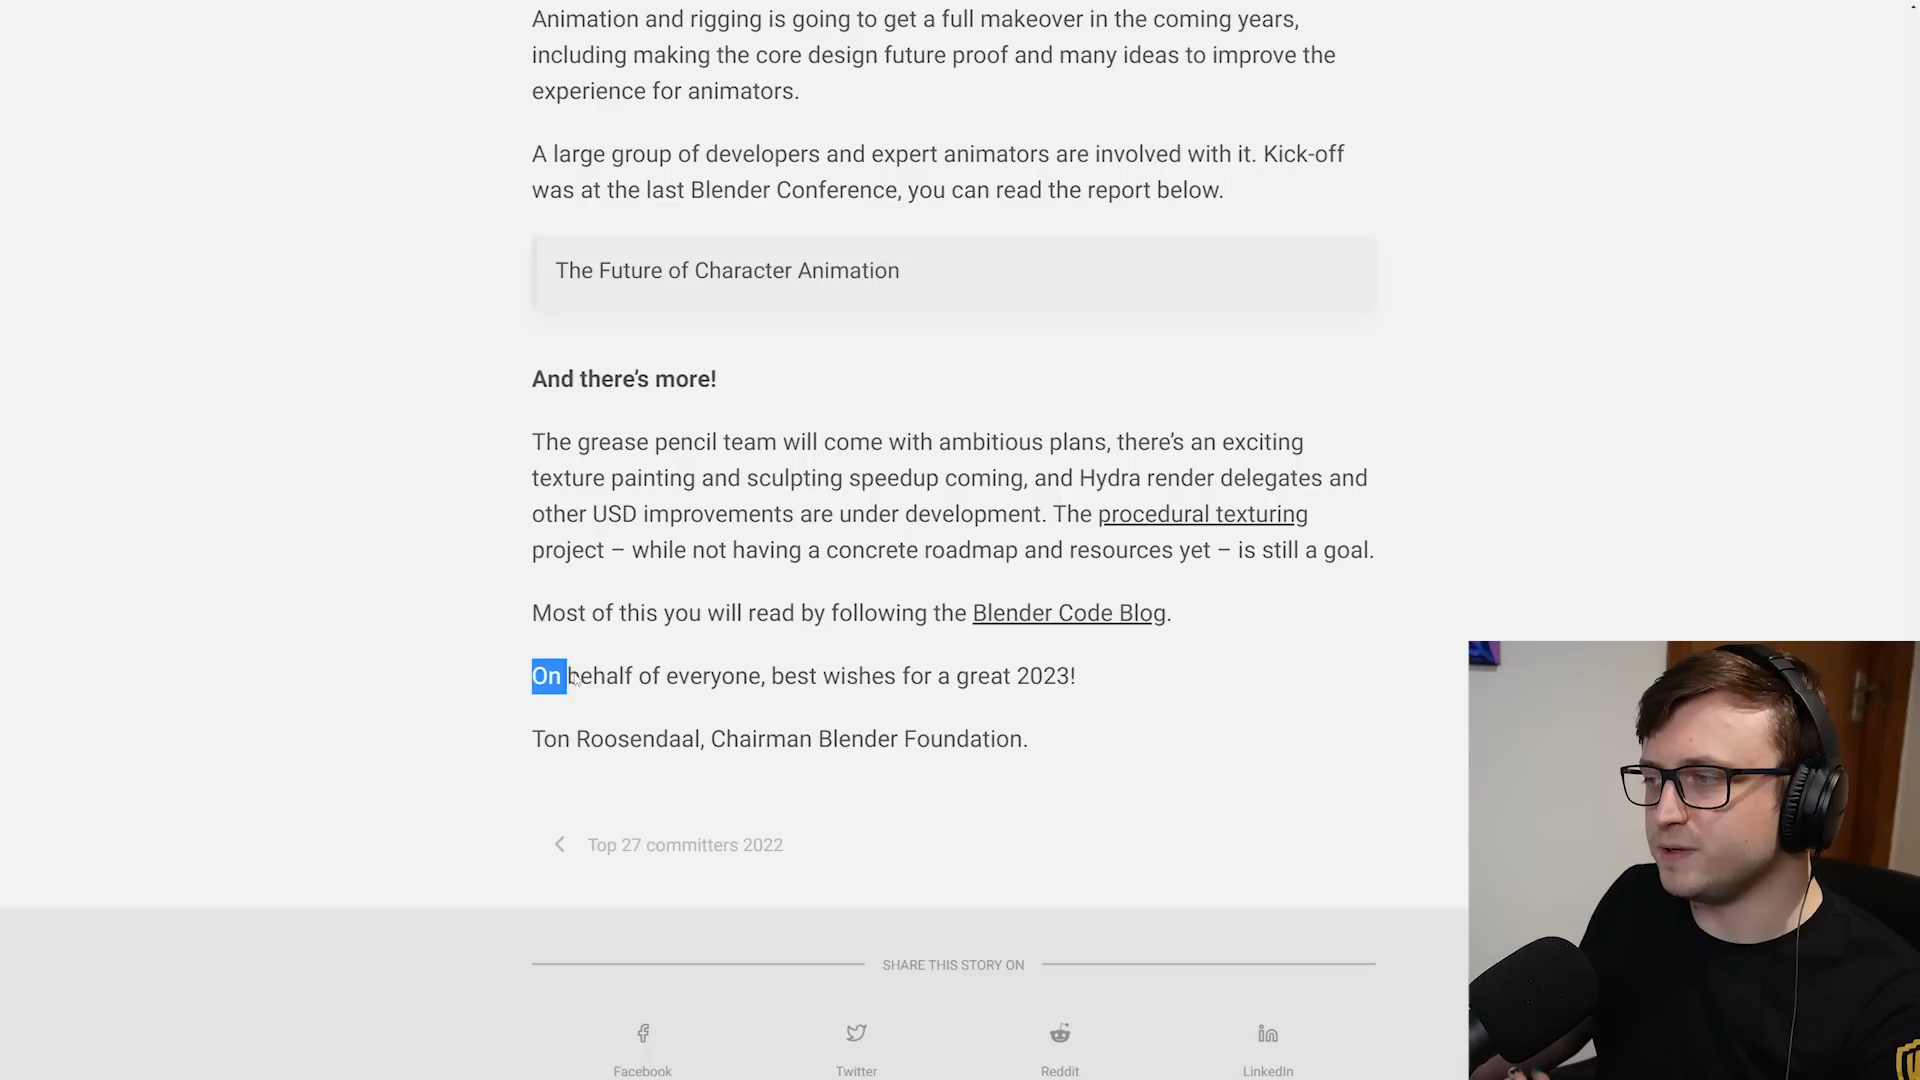 Animation and rigging is going to get a full makeover in the coming years,
including making the core design future proof and many ideas to improve the
experience for animators.
A large group of developers and expert animators are involved with it. Kick-off
was at the last Blender Conference, you can read the report below.
The Future of Character Animation
And there’s more!
The grease pencil team will come with ambitious plans, there’s an exciting
texture painting and sculpting speedup coming, and Hydra render delegates and
other USD improvements are under development. The procedural texturing
project – while not having a concrete roadmap and resources yet – is still a goal.
Most of this you will read by following the Blender Code Blog.
On behalf of everyone, best wishes for a great 2023!
Ton Roosendaal, Chairman Blender Foundation.
Top 27 committers 2022
SHARE THIS STORY ON
Facebook
Twitter
Reddit
LinkedIn